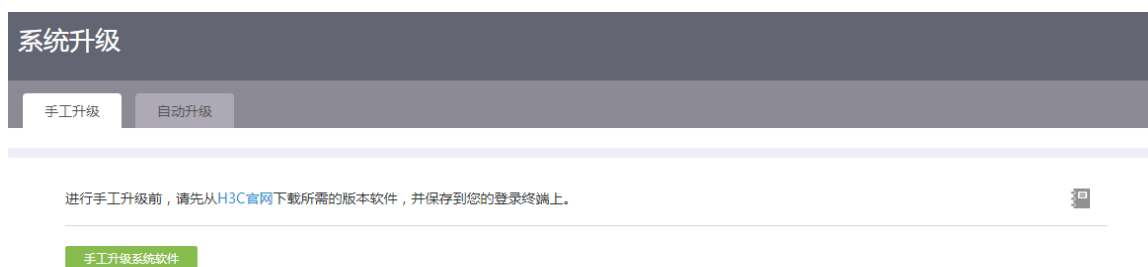 系统升级
手工升级 自动升级
进行手工升级前，请先从H3C官网下载所需的版本软件，并保存到您的登录终端上。
手工升级系统软件